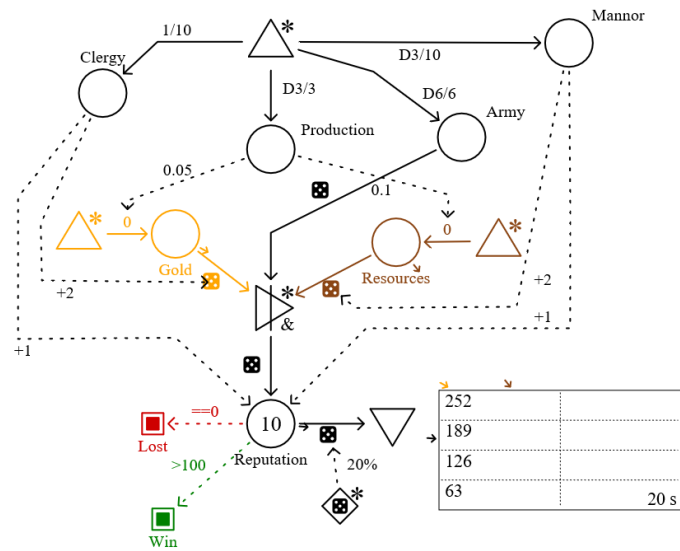 Mannor
1/10
*
Clergy
D3/10
D3/3
D6/6
Production
Army
0.05
0.1
*
0
0
*
Gold
Resources
+2
*
+2
&
+1
+1
252
==0
10
189
Lost
Reputation
>100
20%
126
*
63
20 s
Win